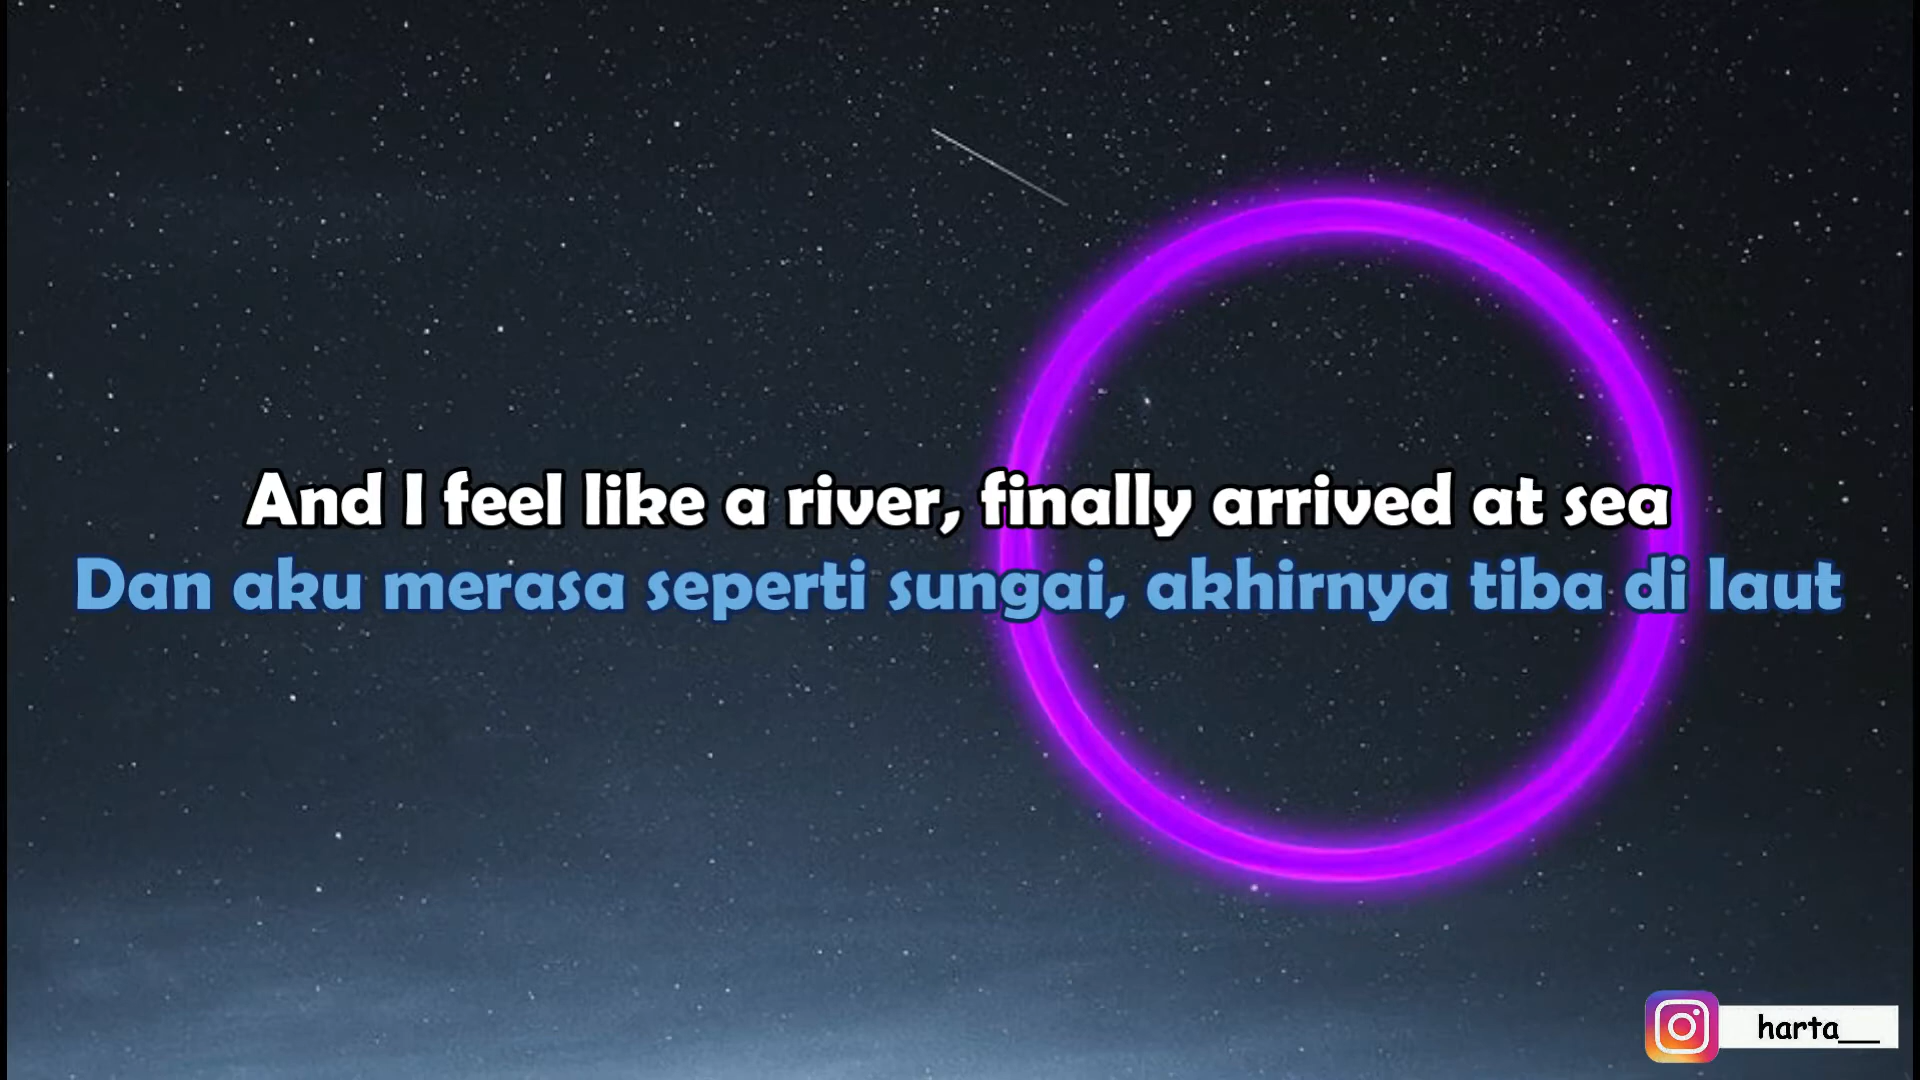 And I feel like a river, finally arrived at sea
Dan aku merasa seperti sungai, akhirnya tiba di laut
harta__